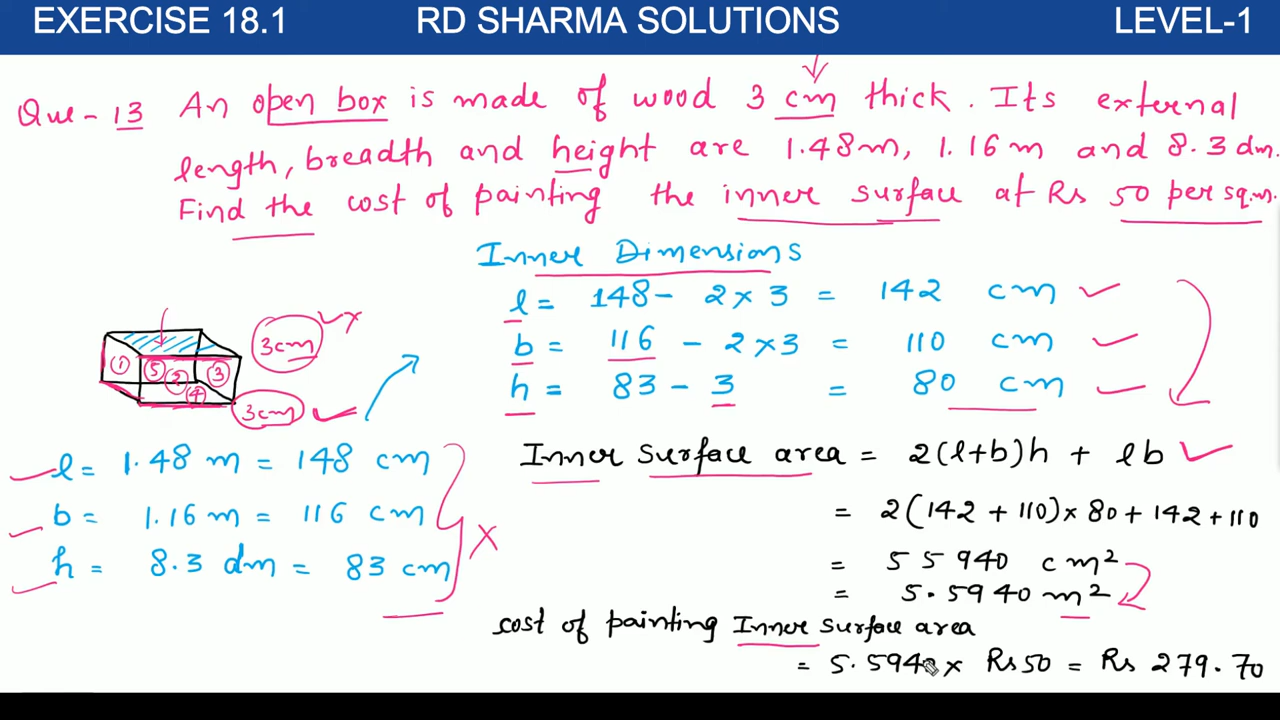 EXERCISE 18.1 RD SHARMA SOLUTIONS LEVEL-1
Que - 13 An open box is made of wood 3 cm thick. Its external
length, breadth and height are 1.48m, 1.16 m and 8.3 dm.
Find the cost of painting the inner surface at Rs 50 per sq.m.
Inner Dimensions
l = 148 - 2 x 3 = 142 cm
b = 116 - 2 x 3 = 110 cm
h = 83 - 3 = 80 cm
1 5 2 3 4
3cm x
3cm
l = 1.48 m = 148 cm
b = 1.16 m = 116 cm
h = 8.3 dm = 83 cm
x
Inner surface area = 2(l+b)h + lb
= 2(142 + 110) x 80 + 142 + 110
= 55940 cm²
= 5.5940 m²
cost of painting Inner surface area
= 5.5940 x Rs 50 = Rs 279.70